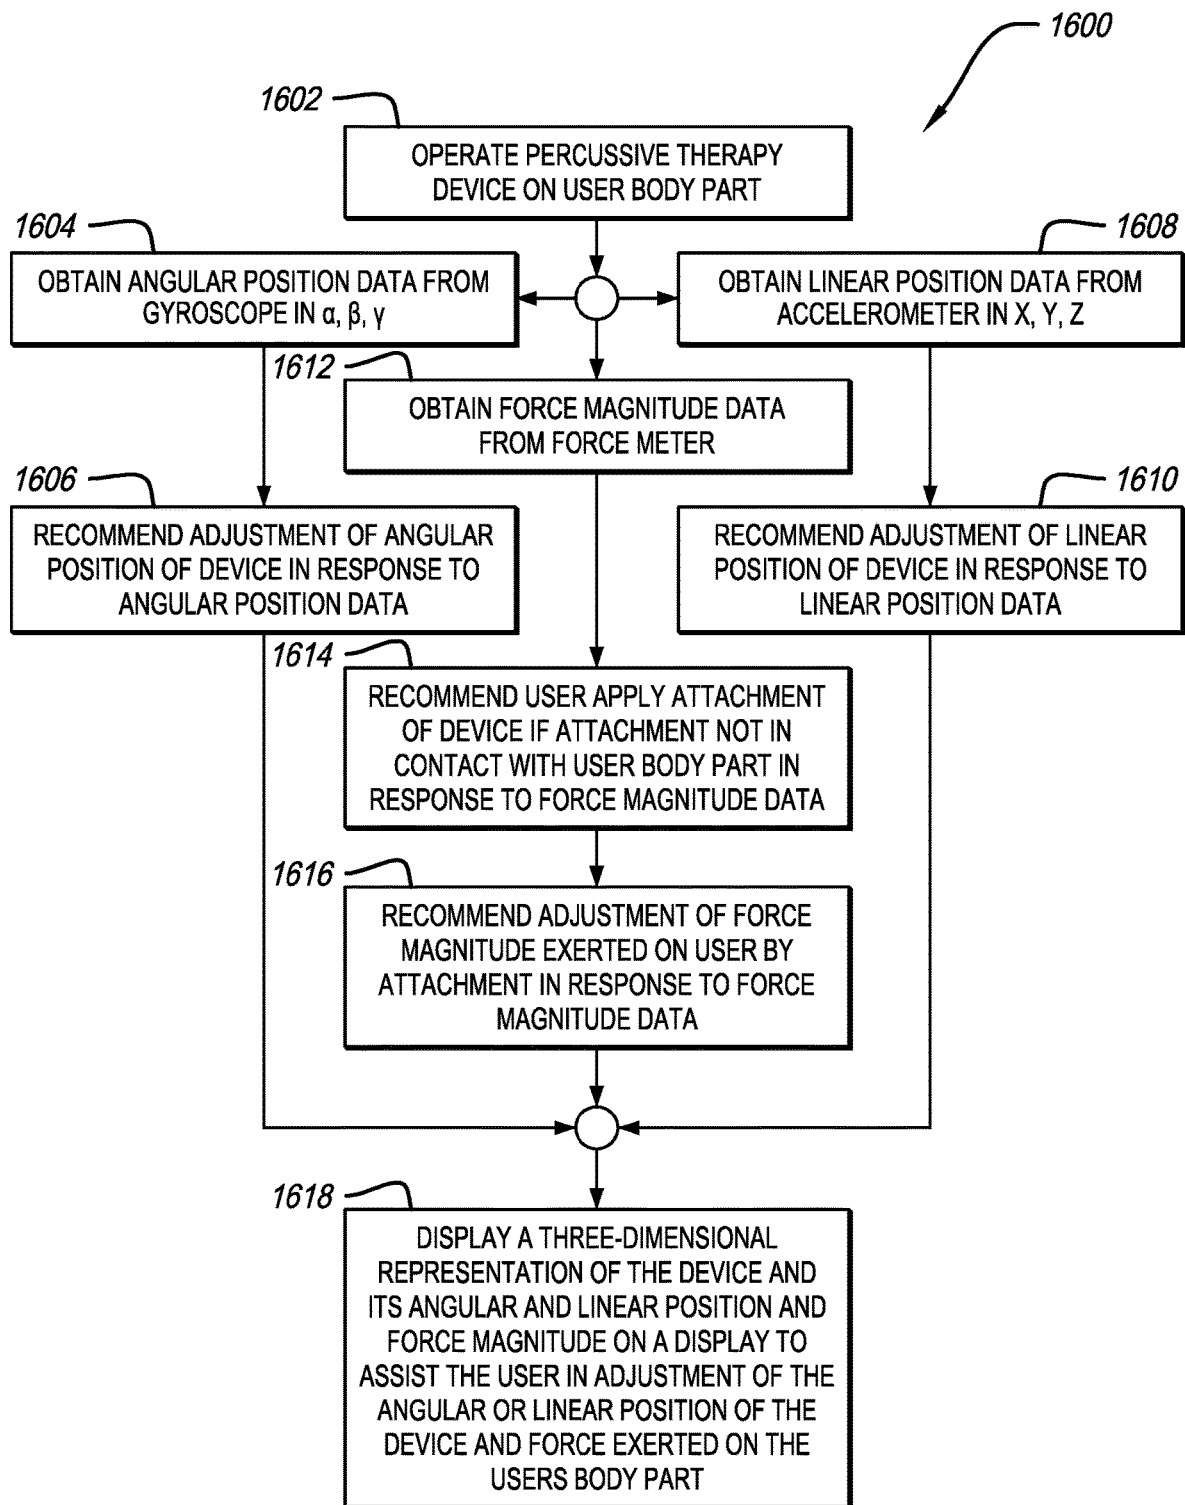 1600
1602
OPERATE PERCUSSIVE THERAPY
DEVICE ON USER BODY PART
1604
OBTAIN ANGULAR POSITION DATA FROM
GYROSCOPE IN α, β, γ
1608
OBTAIN LINEAR POSITION DATA FROM
ACCELEROMETER IN X, Y, Z
1612
OBTAIN FORCE MAGNITUDE DATA
FROM FORCE METER
1606
RECOMMEND ADJUSTMENT OF ANGULAR
POSITION OF DEVICE IN RESPONSE TO
ANGULAR POSITION DATA
1610
RECOMMEND ADJUSTMENT OF LINEAR
POSITION OF DEVICE IN RESPONSE TO
LINEAR POSITION DATA
1614
RECOMMEND USER APPLY ATTACHMENT
OF DEVICE IF ATTACHMENT NOT IN
CONTACT WITH USER BODY PART IN
RESPONSE TO FORCE MAGNITUDE DATA
1616
RECOMMEND ADJUSTMENT OF FORCE
MAGNITUDE EXERTED ON USER BY
ATTACHMENT IN RESPONSE TO FORCE
MAGNITUDE DATA
1618
DISPLAY A THREE-DIMENSIONAL
REPRESENTATION OF THE DEVICE AND
ITS ANGULAR AND LINEAR POSITION AND
FORCE MAGNITUDE ON A DISPLAY TO
ASSIST THE USER IN ADJUSTMENT OF THE
ANGULAR OR LINEAR POSITION OF THE
DEVICE AND FORCE EXERTED ON THE
USERS BODY PART